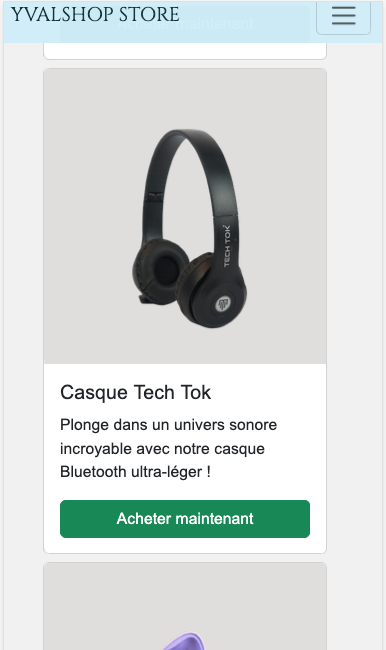 YVALSHOP STORE
TECH TOK
Casque Tech Tok
Plonge dans un univers sonore
incroyable avec notre casque
Bluetooth ultra-léger !
Acheter maintenant